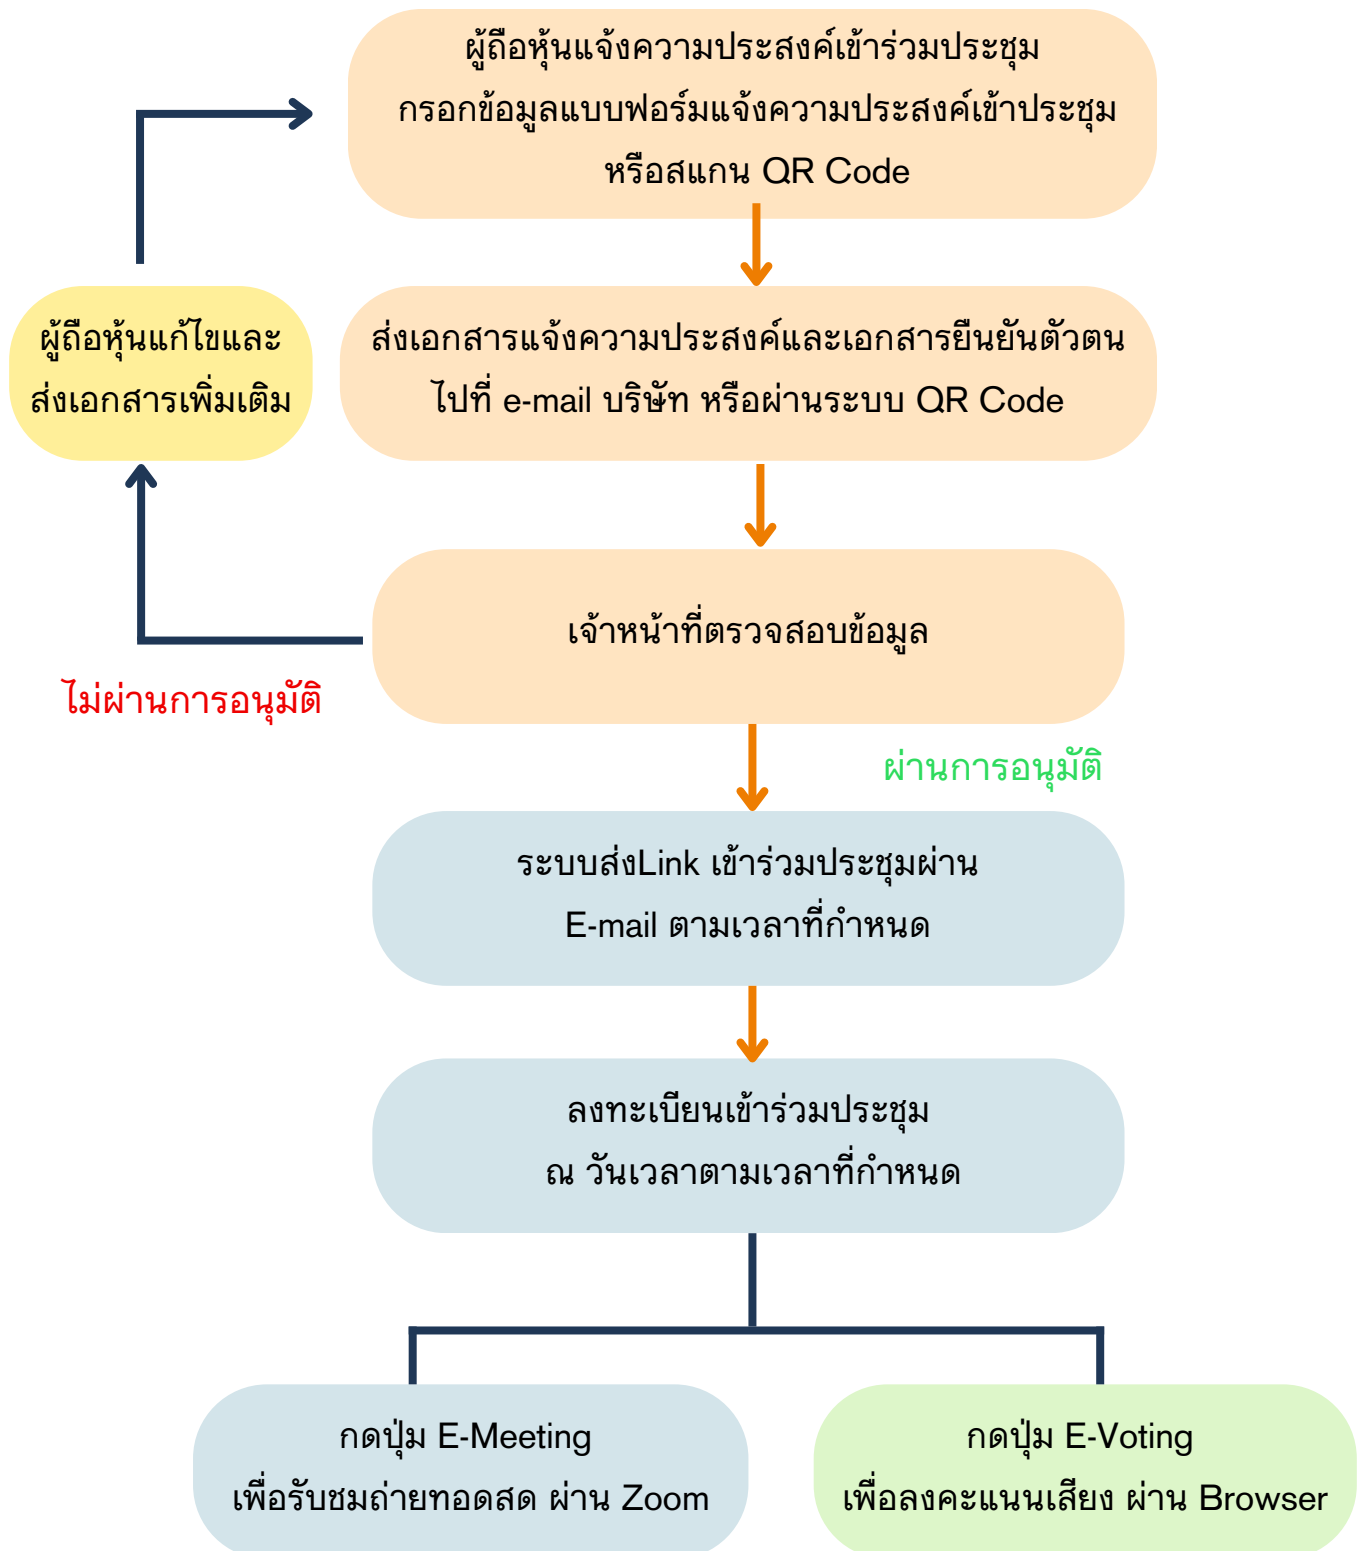 ผู้ถือหุ้นแจ้งความประสงค์เข้าร่วมประชุม
กรอกข้อมูลแบบฟอร์มแจ้งความประสงค์เข้าประชุม
หรือสแกน QR Code
ผู้ถือหุ้นแก้ไขและ
ส่งเอกสารเพิ่มเติม
ส่งเอกสารแจ้งความประสงค์และเอกสารยืนยันตัวตน
ไปที่ e-mail บริษัท หรือผ่านระบบ QR Code
เจ้าหน้าที่ตรวจสอบข้อมูล
ไม่ผ่านการอนุมัติ
ผ่านการอนุมัติ
ระบบส่งLink เข้าร่วมประชุมผ่าน
E-mail ตามเวลาที่กำหนด
ลงทะเบียนเข้าร่วมประชุม
ณ วันเวลาตามเวลาที่กำหนด
กดปุ่ม E-Meeting
เพื่อรับชมถ่ายทอดสด ผ่าน Zoom
กดปุ่ม E-Voting
เพื่อลงคะแนนเสียง ผ่าน Browser